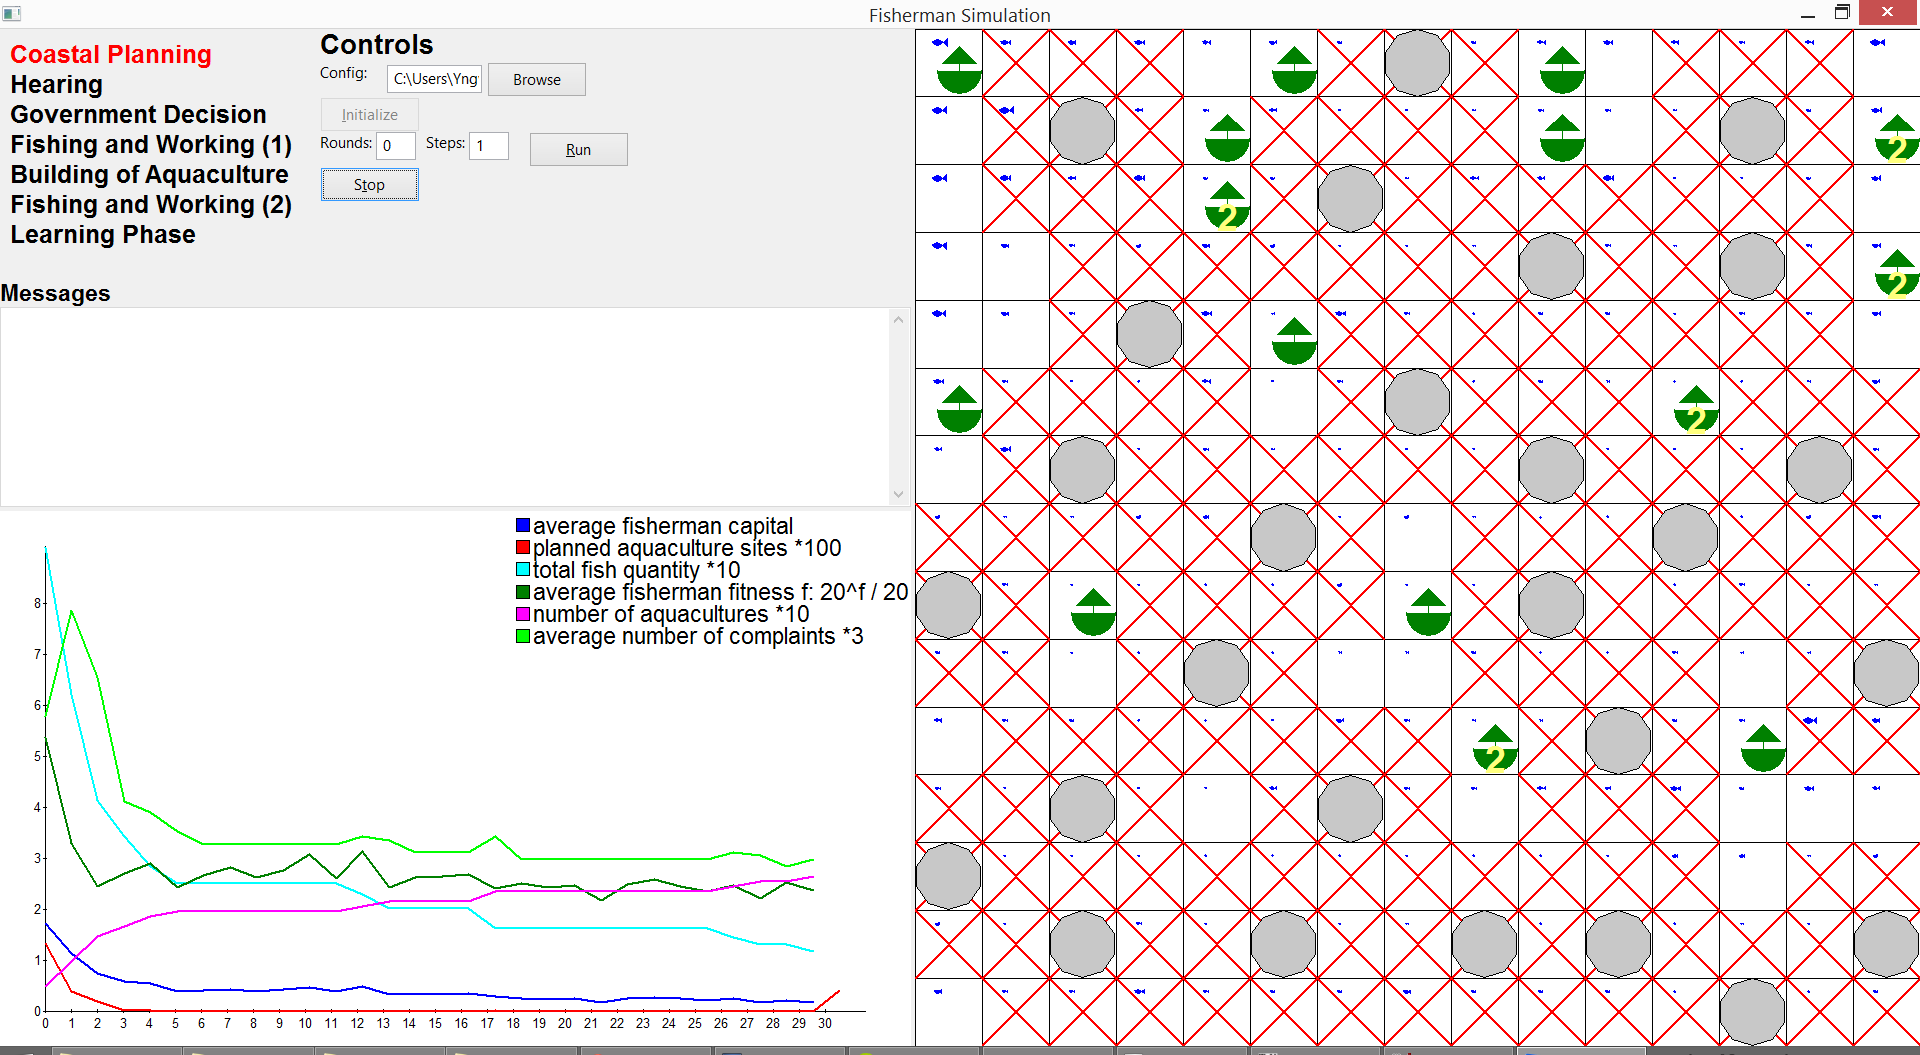 Fisherman Simulation
Coastal Planning
Hearing
Government Decision
Fishing and Working (1)
Building of Aquaculture
Fishing and Working (2)
Learning Phase
Controls
Config: C:\Users\Yng Browse
Initialize
Rounds: 0 Steps: 1 Run
Stop
Messages
average fisherman capital
planned aquaculture sites *100
total fish quantity *10
average fisherman fitness f: 20^f / 20
number of aquacultures *10
average number of complaints *3
8
7
6
5
4
3
2
1
0
0 1 2 3 4 5 6 7 8 9 10 11 12 13 14 15 16 17 18 19 20 21 22 23 24 25 26 27 28 29 30
2
2
2
2
2